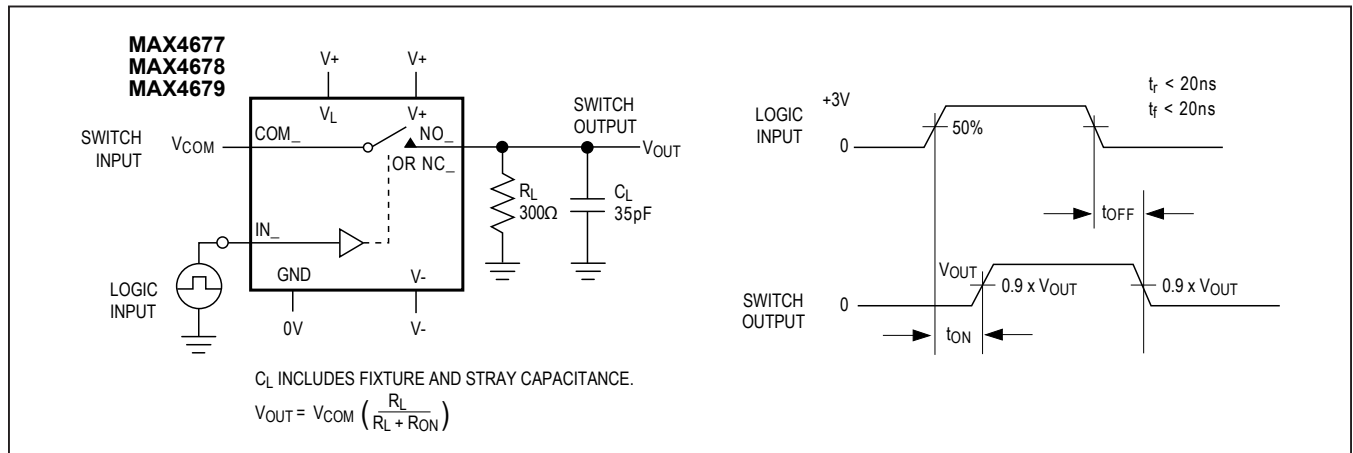 MAX4677
MAX4678
MAX4679
V+
V+
VL
V+
SWITCH
INPUT
VCOM
COM_
NO_
OR NC_
SWITCH
OUTPUT
VOUT
RL
300Ω
CL
35pF
IN_
LOGIC
INPUT
GND
V-
0V
V-
CL INCLUDES FIXTURE AND STRAY CAPACITANCE.
VOUT = VCOM (RL / RL + RON)
tr < 20ns
tf < 20ns
LOGIC
INPUT
+3V
50%
0
tOFF
VOUT
0.9 x VOUT
0.9 x VOUT
SWITCH
OUTPUT
0
tON